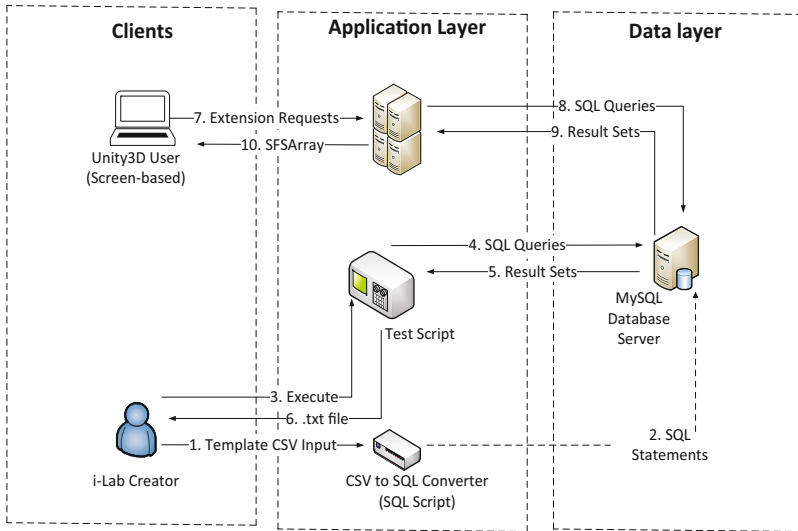 Clients
Application Layer
Data layer
7. Extension Requests
8. SQL Queries
9. Result Sets
10. SFSArray
Unity3D User
(Screen-based)
4. SQL Queries
5. Result Sets
MySQL
Database
Server
Test Script
3. Execute
6. .txt file
1. Template CSV Input
2. SQL
Statements
i-Lab Creator
CSV to SQL Converter
(SQL Script)